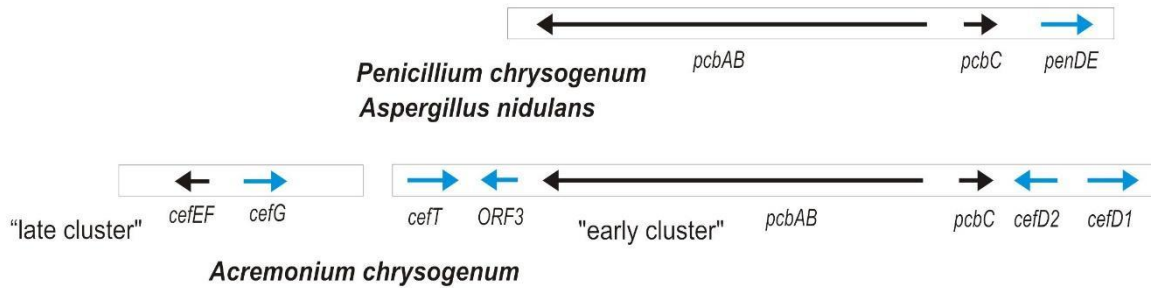 pcbAB pcbC penDE
Penicillium chrysogenum
Aspergillus nidulans
cefEF cefG cefT ORF3 pcbAB pcbC cefD2 cefD1
“late cluster" "early cluster"
Acremonium chrysogenum